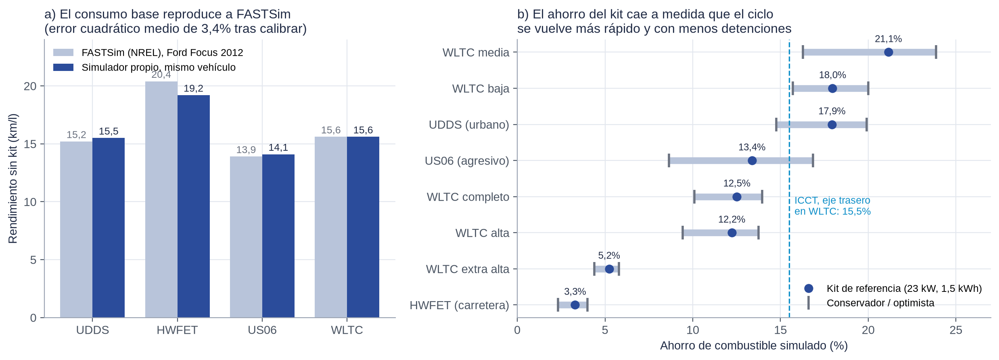 a) El consumo base reproduce a FASTSim
(error cuadrático medio de 3,4% tras calibrar)
FASTSim (NREL), Ford Focus 2012
Simulador propio, mismo vehículo
Rendimiento sin kit (km/l)
20
15
10
5
0
15,2
15,5
20,4
19,2
13,9
14,1
15,6
15,6
UDDS
HWFET
US06
WLTC
b) El ahorro del kit cae a medida que el ciclo
se vuelve más rápido y con menos detenciones
WLTC media
21,1%
WLTC baja
18,0%
UDDS (urbano)
17,9%
US06 (agresivo)
13,4%
WLTC completo
12,5%
ICCT, eje trasero
en WLTC: 15,5%
WLTC alta
12,2%
WLTC extra alta
5,2%
HWFET (carretera)
3,3%
Kit de referencia (23 kW, 1,5 kWh)
Conservador / optimista
0
5
10
15
20
25
Ahorro de combustible simulado (%)